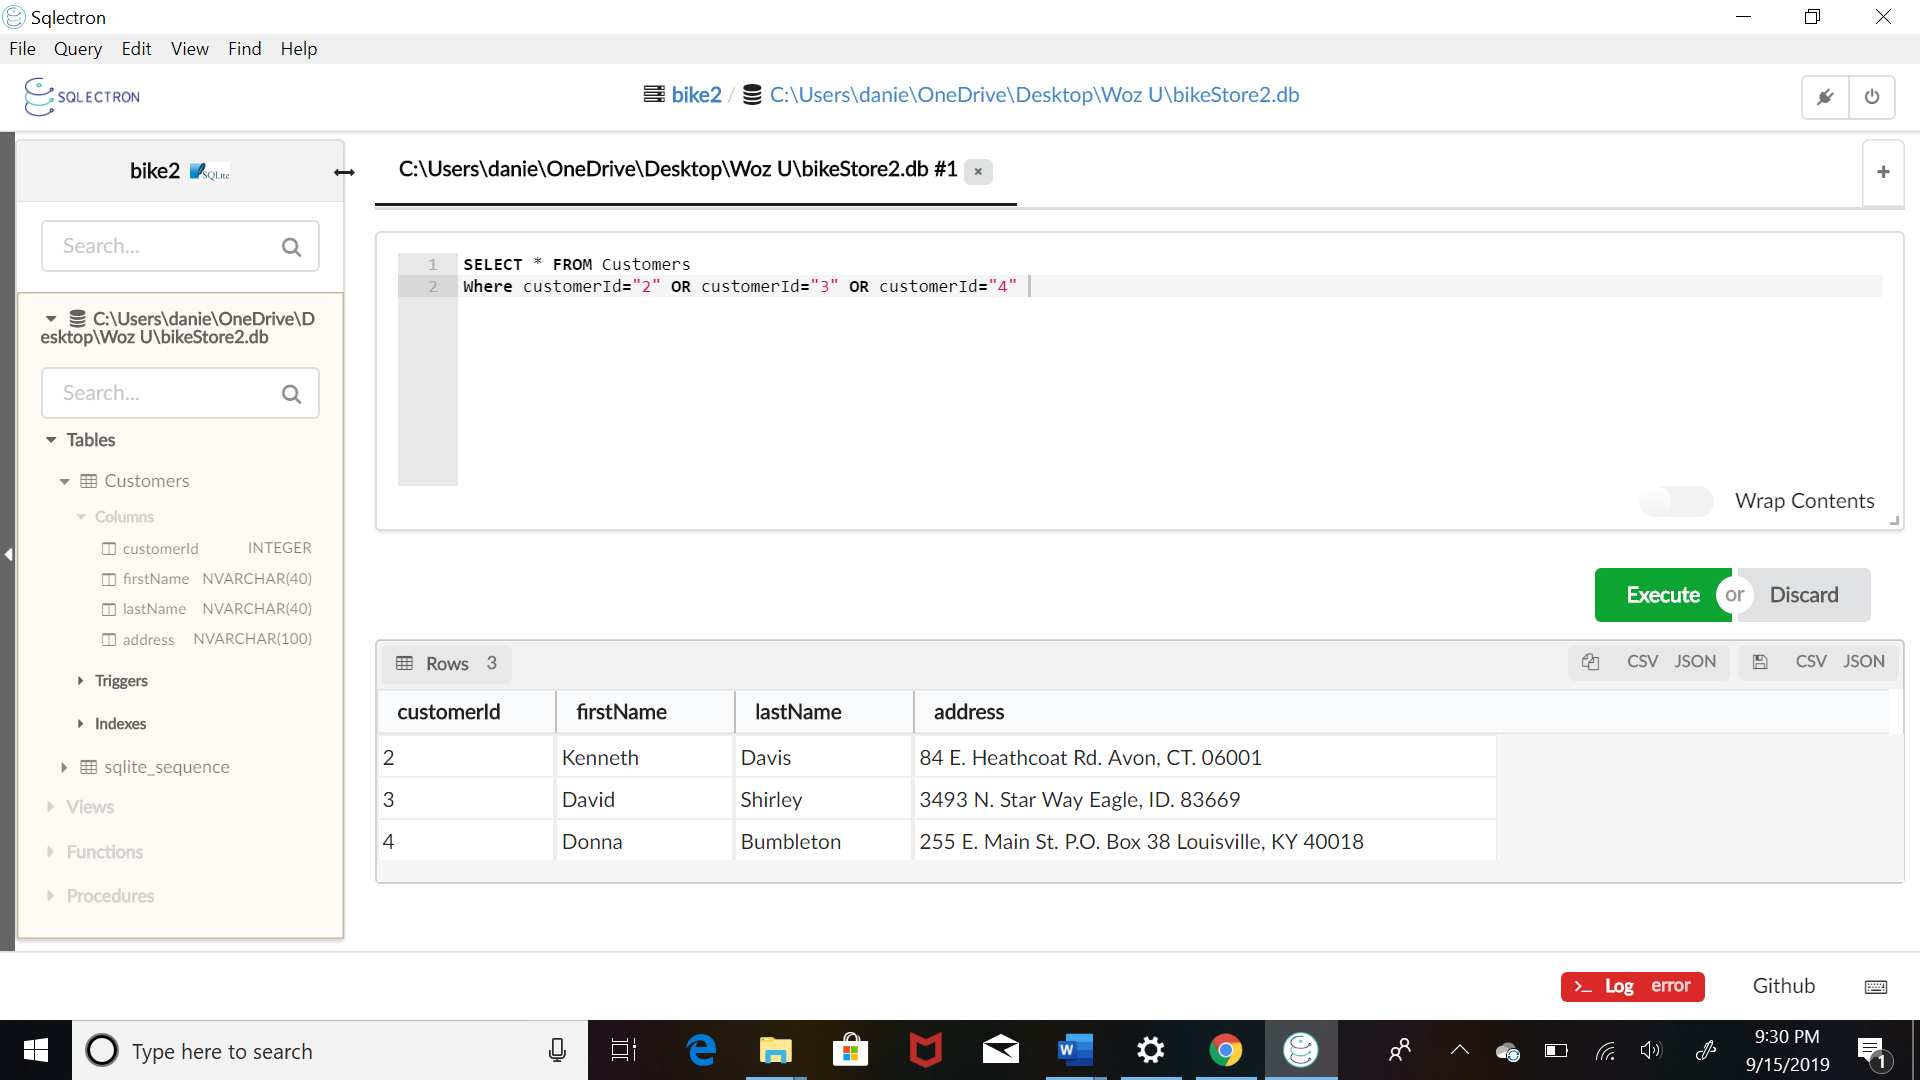 Sqlectron
File Query Edit View Find Help
SQLECTRON
bike2 / C:\Users\danie\OneDrive\Desktop\Woz U\bikeStore2.db
bike2 SQLite
C:\Users\danie\OneDrive\Desktop\Woz U\bikeStore2.db #1 ×
+
Search...
C:\Users\danie\OneDrive\D
esktop\Woz U\bikeStore2.db
Search...
Tables
Customers
Columns
customerId INTEGER
firstName NVARCHAR(40)
lastName NVARCHAR(40)
address NVARCHAR(100)
Triggers
Indexes
sqlite_sequence
Views
Functions
Procedures
1 SELECT * FROM Customers
2 Where customerId="2" OR customerId="3" OR customerId="4"
Wrap Contents
Execute or Discard
Rows 3 CSV JSON CSV JSON
customerId firstName lastName address
2 Kenneth Davis 84 E. Heathcoat Rd. Avon, CT. 06001
3 David Shirley 3493 N. Star Way Eagle, ID. 83669
4 Donna Bumbleton 255 E. Main St. P.O. Box 38 Louisville, KY 40018
>_ Log error Github
Type here to search
W
9:30 PM
9/15/2019
1